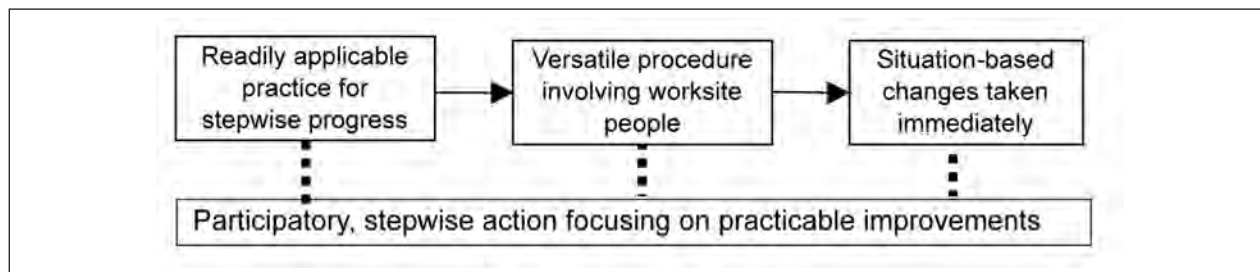 Readily applicable
practice for
stepwise progress
Versatile procedure
involving worksite
people
Situation-based
changes taken
immediately
Participatory, stepwise action focusing on practicable improvements